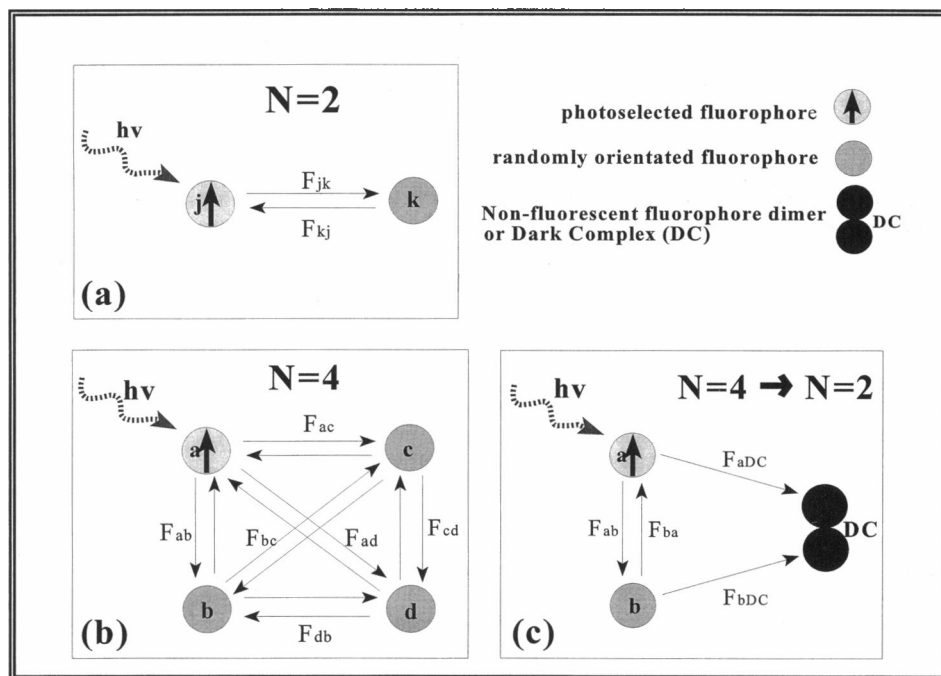 N=2
hv
j
F_jk
F_kj
k
(a)
photoselected fluorophore
randomly orientated fluorophore
Non-fluorescent fluorophore dimer
or Dark Complex (DC)
DC
N=4
hv
a
F_ac
c
F_ab
F_bc
F_ad
F_cd
b
d
F_db
(b)
N=4 → N=2
hv
a
F_aDC
F_ab
F_ba
DC
b
F_bDC
(c)